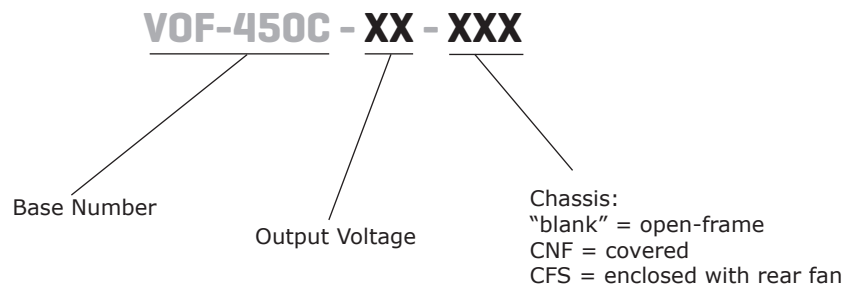 VOF-450C - XX - XXX
Base Number
Output Voltage
Chassis:
“blank” = open-frame
CNF = covered
CFS = enclosed with rear fan